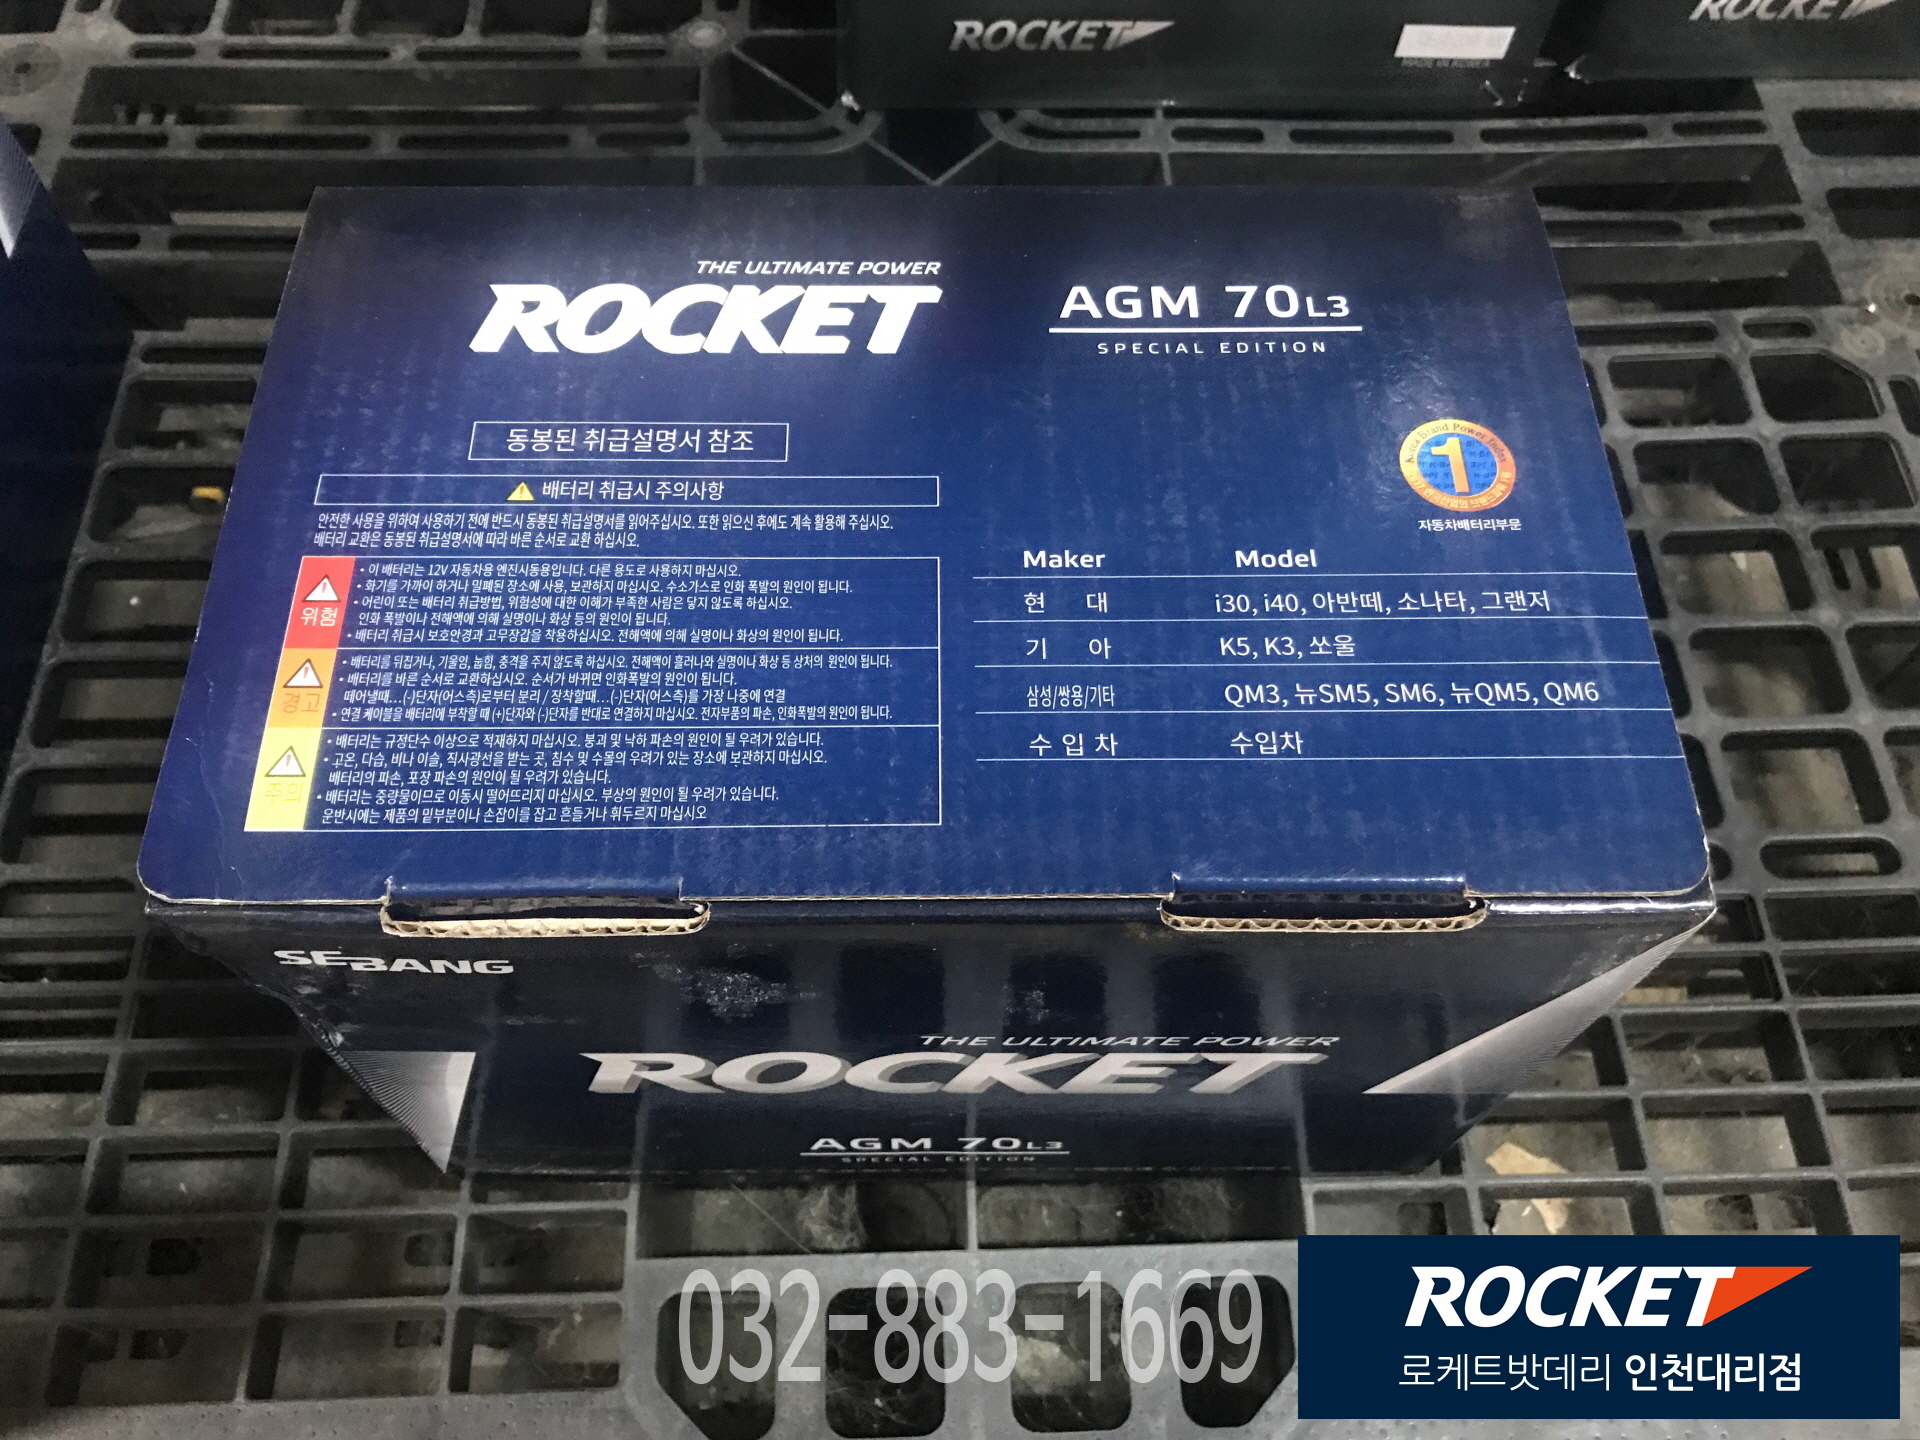 ROCKET
MADE IN KOREA
ROCKET
THE ULTIMATE POWER
ROCKET
AGM 70L3
SPECIAL EDITION
동봉된 취급설명서 참조
배터리 취급시 주의사항
안전한 사용을 위하여 사용하기 전에 반드시 동봉된 취급설명서를 읽어주십시오. 또한 읽으신 후에도 계속 활용해 주십시오.
배터리 교환은 동봉된 취급설명서에 따라 바른 순서로 교환 하십시오.
위험
• 이 배터리는 12V 자동차용 엔진시동용입니다. 다른 용도로 사용하지 마십시오.
• 화기를 가까이 하거나 밀폐된 장소에 사용, 보관하지 마십시오. 수소가스로 인화 폭발의 원인이 됩니다.
• 어린이 또는 배터리 취급방법, 위험성에 대한 이해가 부족한 사람은 닿지 않도록 하십시오.
인화 폭발이나 전해액에 의해 실명이나 화상 등의 원인이 됩니다.
• 배터리 취급시 보호안경과 고무장갑을 착용하십시오. 전해액에 의해 실명이나 화상의 원인이 됩니다.
경고
• 배터리를 뒤집거나, 기울임, 눕힘, 충격을 주지 않도록 하십시오. 전해액이 흘러나와 실명이나 화상 등 상처의 원인이 됩니다.
• 배터리를 바른 순서로 교환하십시오. 순서가 바뀌면 인화폭발의 원인이 됩니다.
떼어낼때...(-)단자(어스측)로부터 분리 / 장착할때...(-)단자(어스측)를 가장 나중에 연결
• 연결 케이블을 배터리에 부착할 때 (+)단자와 (-)단자를 반대로 연결하지 마십시오. 전자부품의 파손, 인화폭발의 원인이 됩니다.
주의
• 배터리는 규정단수 이상으로 적재하지 마십시오. 붕괴 및 낙하 파손의 원인이 될 우려가 있습니다.
• 고온, 다습, 비나 이슬, 직사광선을 받는 곳, 침수 및 수몰의 우려가 있는 장소에 보관하지 마십시오.
배터리의 파손, 포장 파손의 원인이 될 우려가 있습니다.
• 배터리는 중량물이므로 이동시 떨어뜨리지 마십시오. 부상의 원인이 될 우려가 있습니다.
운반시에는 제품의 밑부분이나 손잡이를 잡고 흔들거나 휘두르지 마십시오
Korea Brand Power Index
1
자동차배터리부문
Maker Model
현 대 i30, i40, 아반떼, 소나타, 그랜저
기 아 K5, K3, 쏘울
삼성/쌍용/기타 QM3, 뉴SM5, SM6, 뉴QM5, QM6
수 입 차 수입차
SEBANG
THE ULTIMATE POWER
ROCKET
AGM 70L3
SPECIAL EDITION
032-883-1669
ROCKET
로케트밧데리 인천대리점